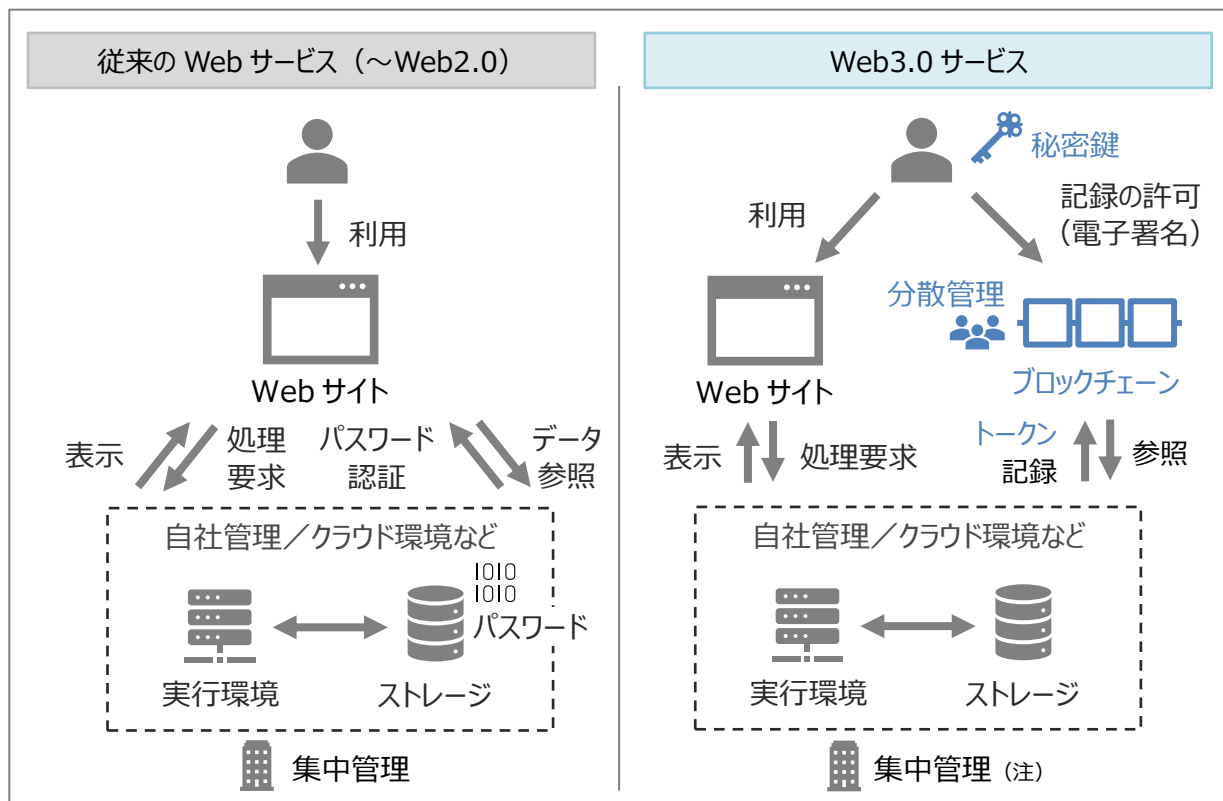 従来の Web サービス（～Web2.0）
利用
Web サイト
表示
処理
要求
パスワード
認証
データ
参照
自社管理／クラウド環境など
1010
1010
パスワード
実行環境
ストレージ
集中管理
Web3.0 サービス
秘密鍵
利用
記録の許可
（電子署名）
分散管理
Web サイト
ブロックチェーン
表示
処理要求
トークン
記録
参照
自社管理／クラウド環境など
実行環境
ストレージ
集中管理（注）